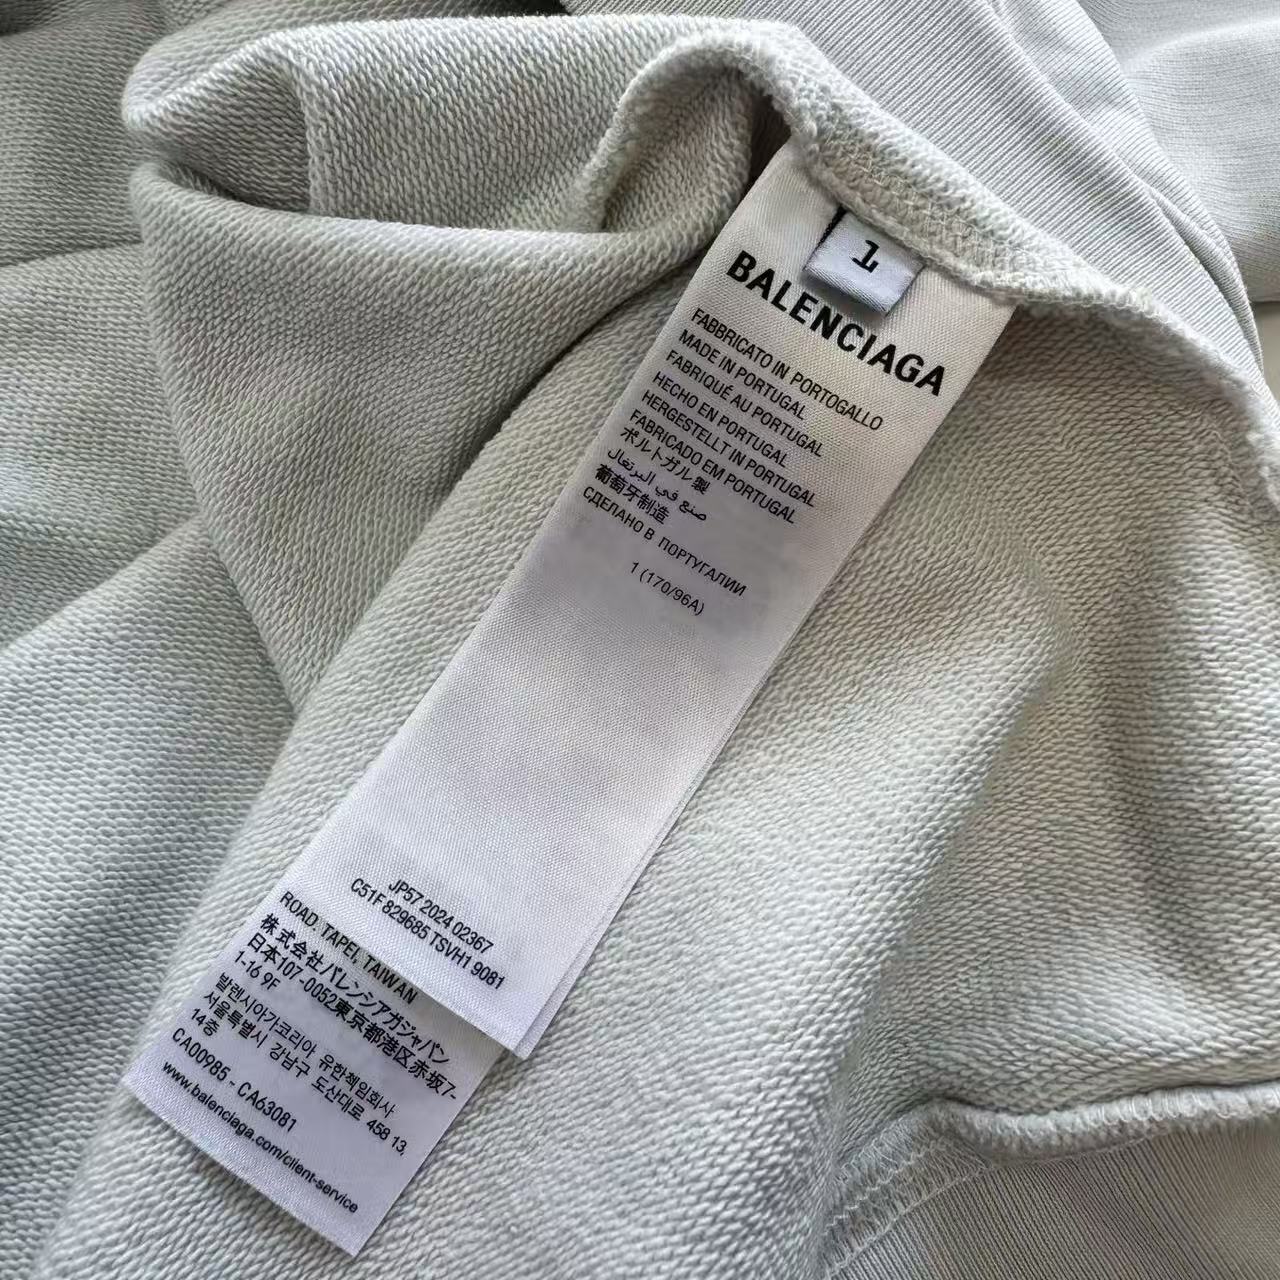 1
BALENCIAGA
FABBRICATO IN PORTOGALLO
MADE IN PORTUGAL
FABRIQUÉ AU PORTUGAL
HECHO EN PORTUGAL
HERGESTELLT IN PORTUGAL
FABRICADO EM PORTUGAL
ポルトガル製
صنع في البرتغال
葡萄牙制造
СДЕЛАНО В ПОРТУГАЛИИ
1 (170/96A)
JP57 2024 02367
C51F 829685 TSVH1 9081
ROAD. TAPEI, TAIWAN
株式会社バレンシアガジャパン
日本107-0052東京都港区赤坂7-
1-16 9F
발렌시아가코리아 유한책임회사
서울특별시 강남구 도산대로 458 13,
14층
CA00985 - CA63081
www.balenciaga.com/client-service